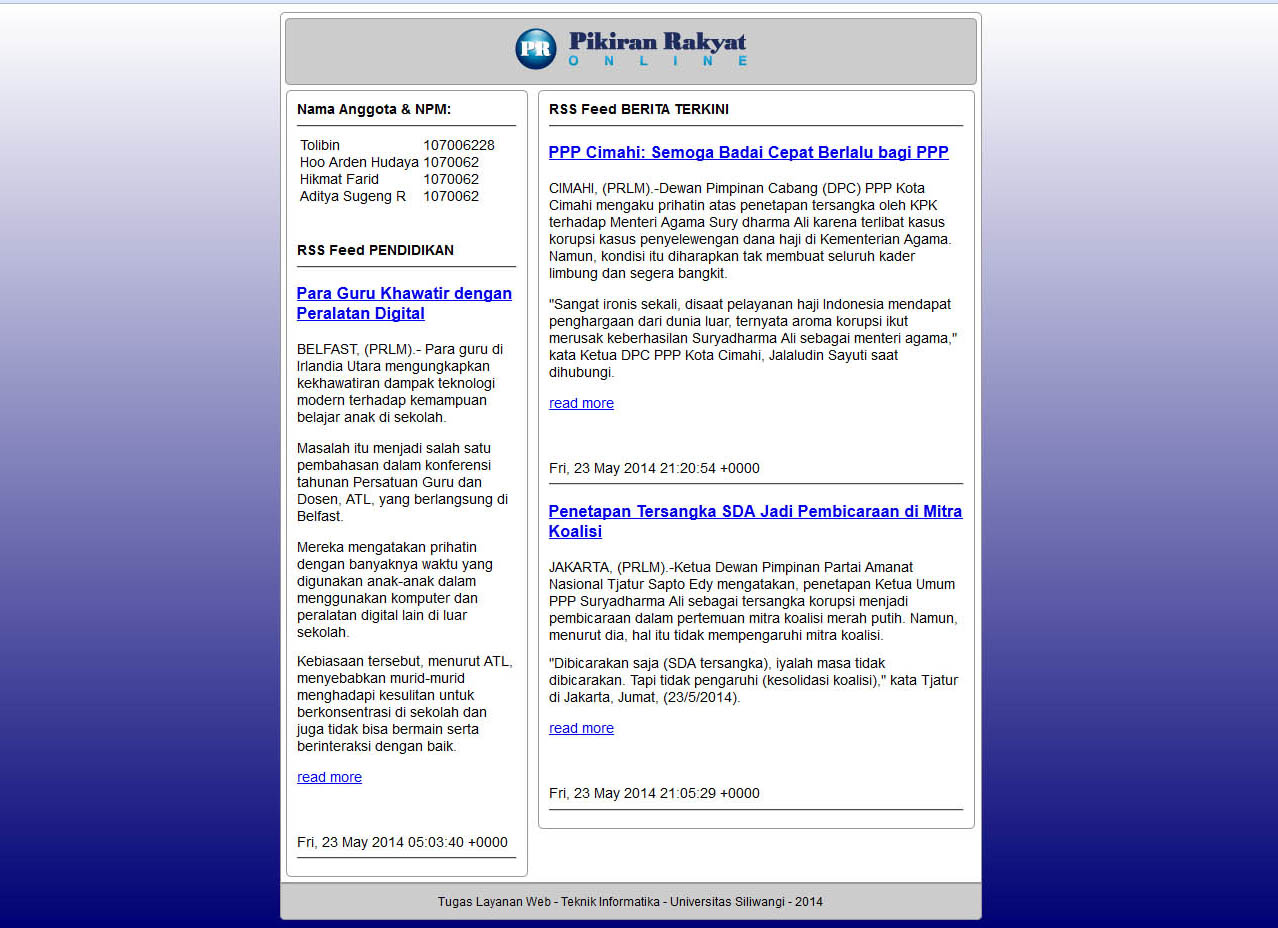 PR Pikiran Rakyat
ONLINE
Nama Anggota & NPM:
Tolibin 107006228
Hoo Arden Hudaya 1070062
Hikmat Farid 1070062
Aditya Sugeng R 1070062
RSS Feed PENDIDIKAN
Para Guru Khawatir dengan
Peralatan Digital
BELFAST, (PRLM).- Para guru di
Irlandia Utara mengungkapkan
kekhawatiran dampak teknologi
modern terhadap kemampuan
belajar anak di sekolah.
Masalah itu menjadi salah satu
pembahasan dalam konferensi
tahunan Persatuan Guru dan
Dosen, ATL, yang berlangsung di
Belfast.
Mereka mengatakan prihatin
dengan banyaknya waktu yang
digunakan anak-anak dalam
menggunakan komputer dan
peralatan digital lain di luar
sekolah.
Kebiasaan tersebut, menurut ATL,
menyebabkan murid-murid
menghadapi kesulitan untuk
berkonsentrasi di sekolah dan
juga tidak bisa bermain serta
berinteraksi dengan baik.
read more
Fri, 23 May 2014 05:03:40 +0000
RSS Feed BERITA TERKINI
PPP Cimahi: Semoga Badai Cepat Berlalu bagi PPP
CIMAHI, (PRLM).-Dewan Pimpinan Cabang (DPC) PPP Kota
Cimahi mengaku prihatin atas penetapan tersangka oleh KPK
terhadap Menteri Agama Sury dharma Ali karena terlibat kasus
korupsi kasus penyelewengan dana haji di Kementerian Agama.
Namun, kondisi itu diharapkan tak membuat seluruh kader
limbung dan segera bangkit.
"Sangat ironis sekali, disaat pelayanan haji Indonesia mendapat
penghargaan dari dunia luar, ternyata aroma korupsi ikut
merusak keberhasilan Suryadharma Ali sebagai menteri agama,"
kata Ketua DPC PPP Kota Cimahi, Jalaludin Sayuti saat
dihubungi.
read more
Fri, 23 May 2014 21:20:54 +0000
Penetapan Tersangka SDA Jadi Pembicaraan di Mitra
Koalisi
JAKARTA, (PRLM).-Ketua Dewan Pimpinan Partai Amanat
Nasional Tjatur Sapto Edy mengatakan, penetapan Ketua Umum
PPP Suryadharma Ali sebagai tersangka korupsi menjadi
pembicaraan dalam pertemuan mitra koalisi merah putih. Namun,
menurut dia, hal itu tidak mempengaruhi mitra koalisi.
"Dibicarakan saja (SDA tersangka), iyalah masa tidak
dibicarakan. Tapi tidak pengaruhi (kesolidasi koalisi)," kata Tjatur
di Jakarta, Jumat, (23/5/2014).
read more
Fri, 23 May 2014 21:05:29 +0000
Tugas Layanan Web - Teknik Informatika - Universitas Siliwangi - 2014